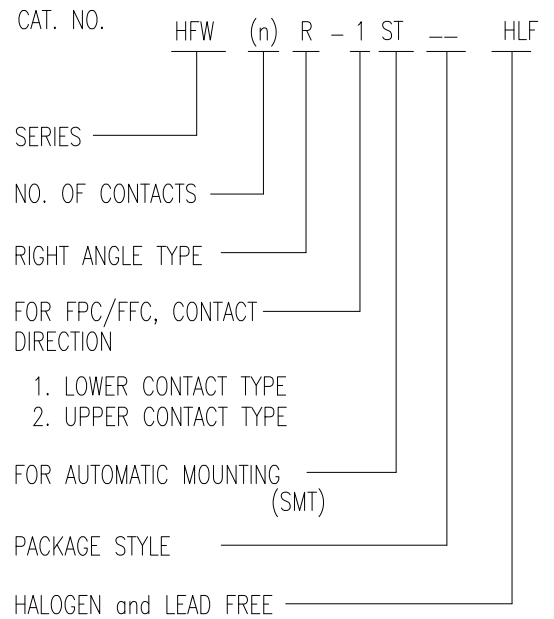 CAT. NO. HFW (n) R - 1 ST __ HLF
SERIES
NO. OF CONTACTS
RIGHT ANGLE TYPE
FOR FPC/FFC, CONTACT
DIRECTION
1. LOWER CONTACT TYPE
2. UPPER CONTACT TYPE
FOR AUTOMATIC MOUNTING
(SMT)
PACKAGE STYLE
HALOGEN and LEAD FREE